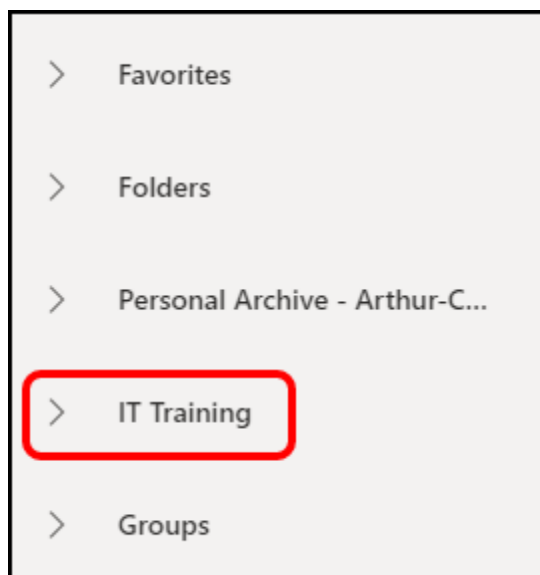 Favorites
Folders
Personal Archive - Arthur-C...
IT Training
Groups